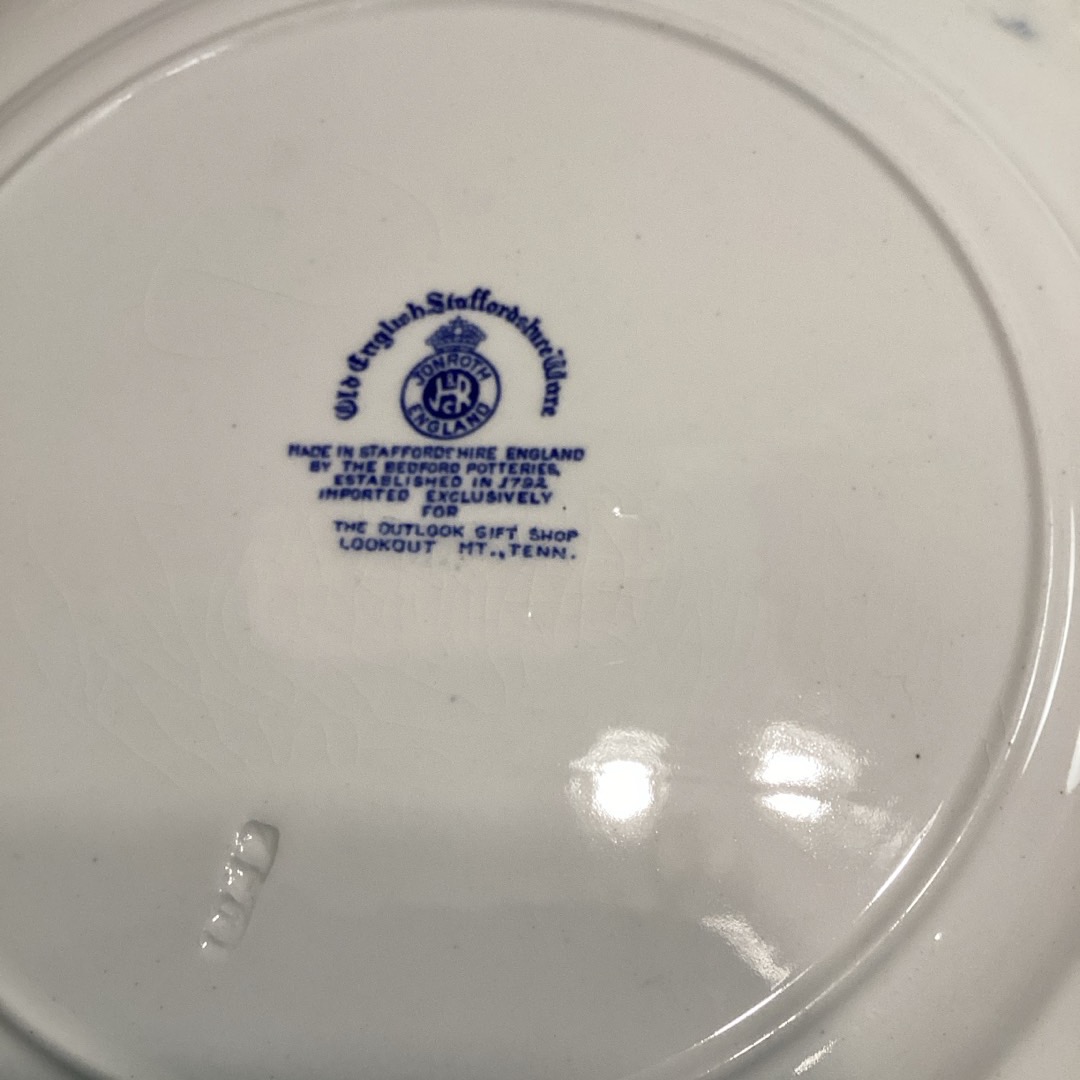 Old English Staffordshire Ware
JONROTH
ENGLAND
MADE IN STAFFORDSHIRE ENGLAND
BY THE BEDFORD POTTERIES,
ESTABLISHED IN 1792
IMPORTED EXCLUSIVELY
FOR
THE OUTLOOK GIFT SHOP
LOOKOUT MT., TENN.